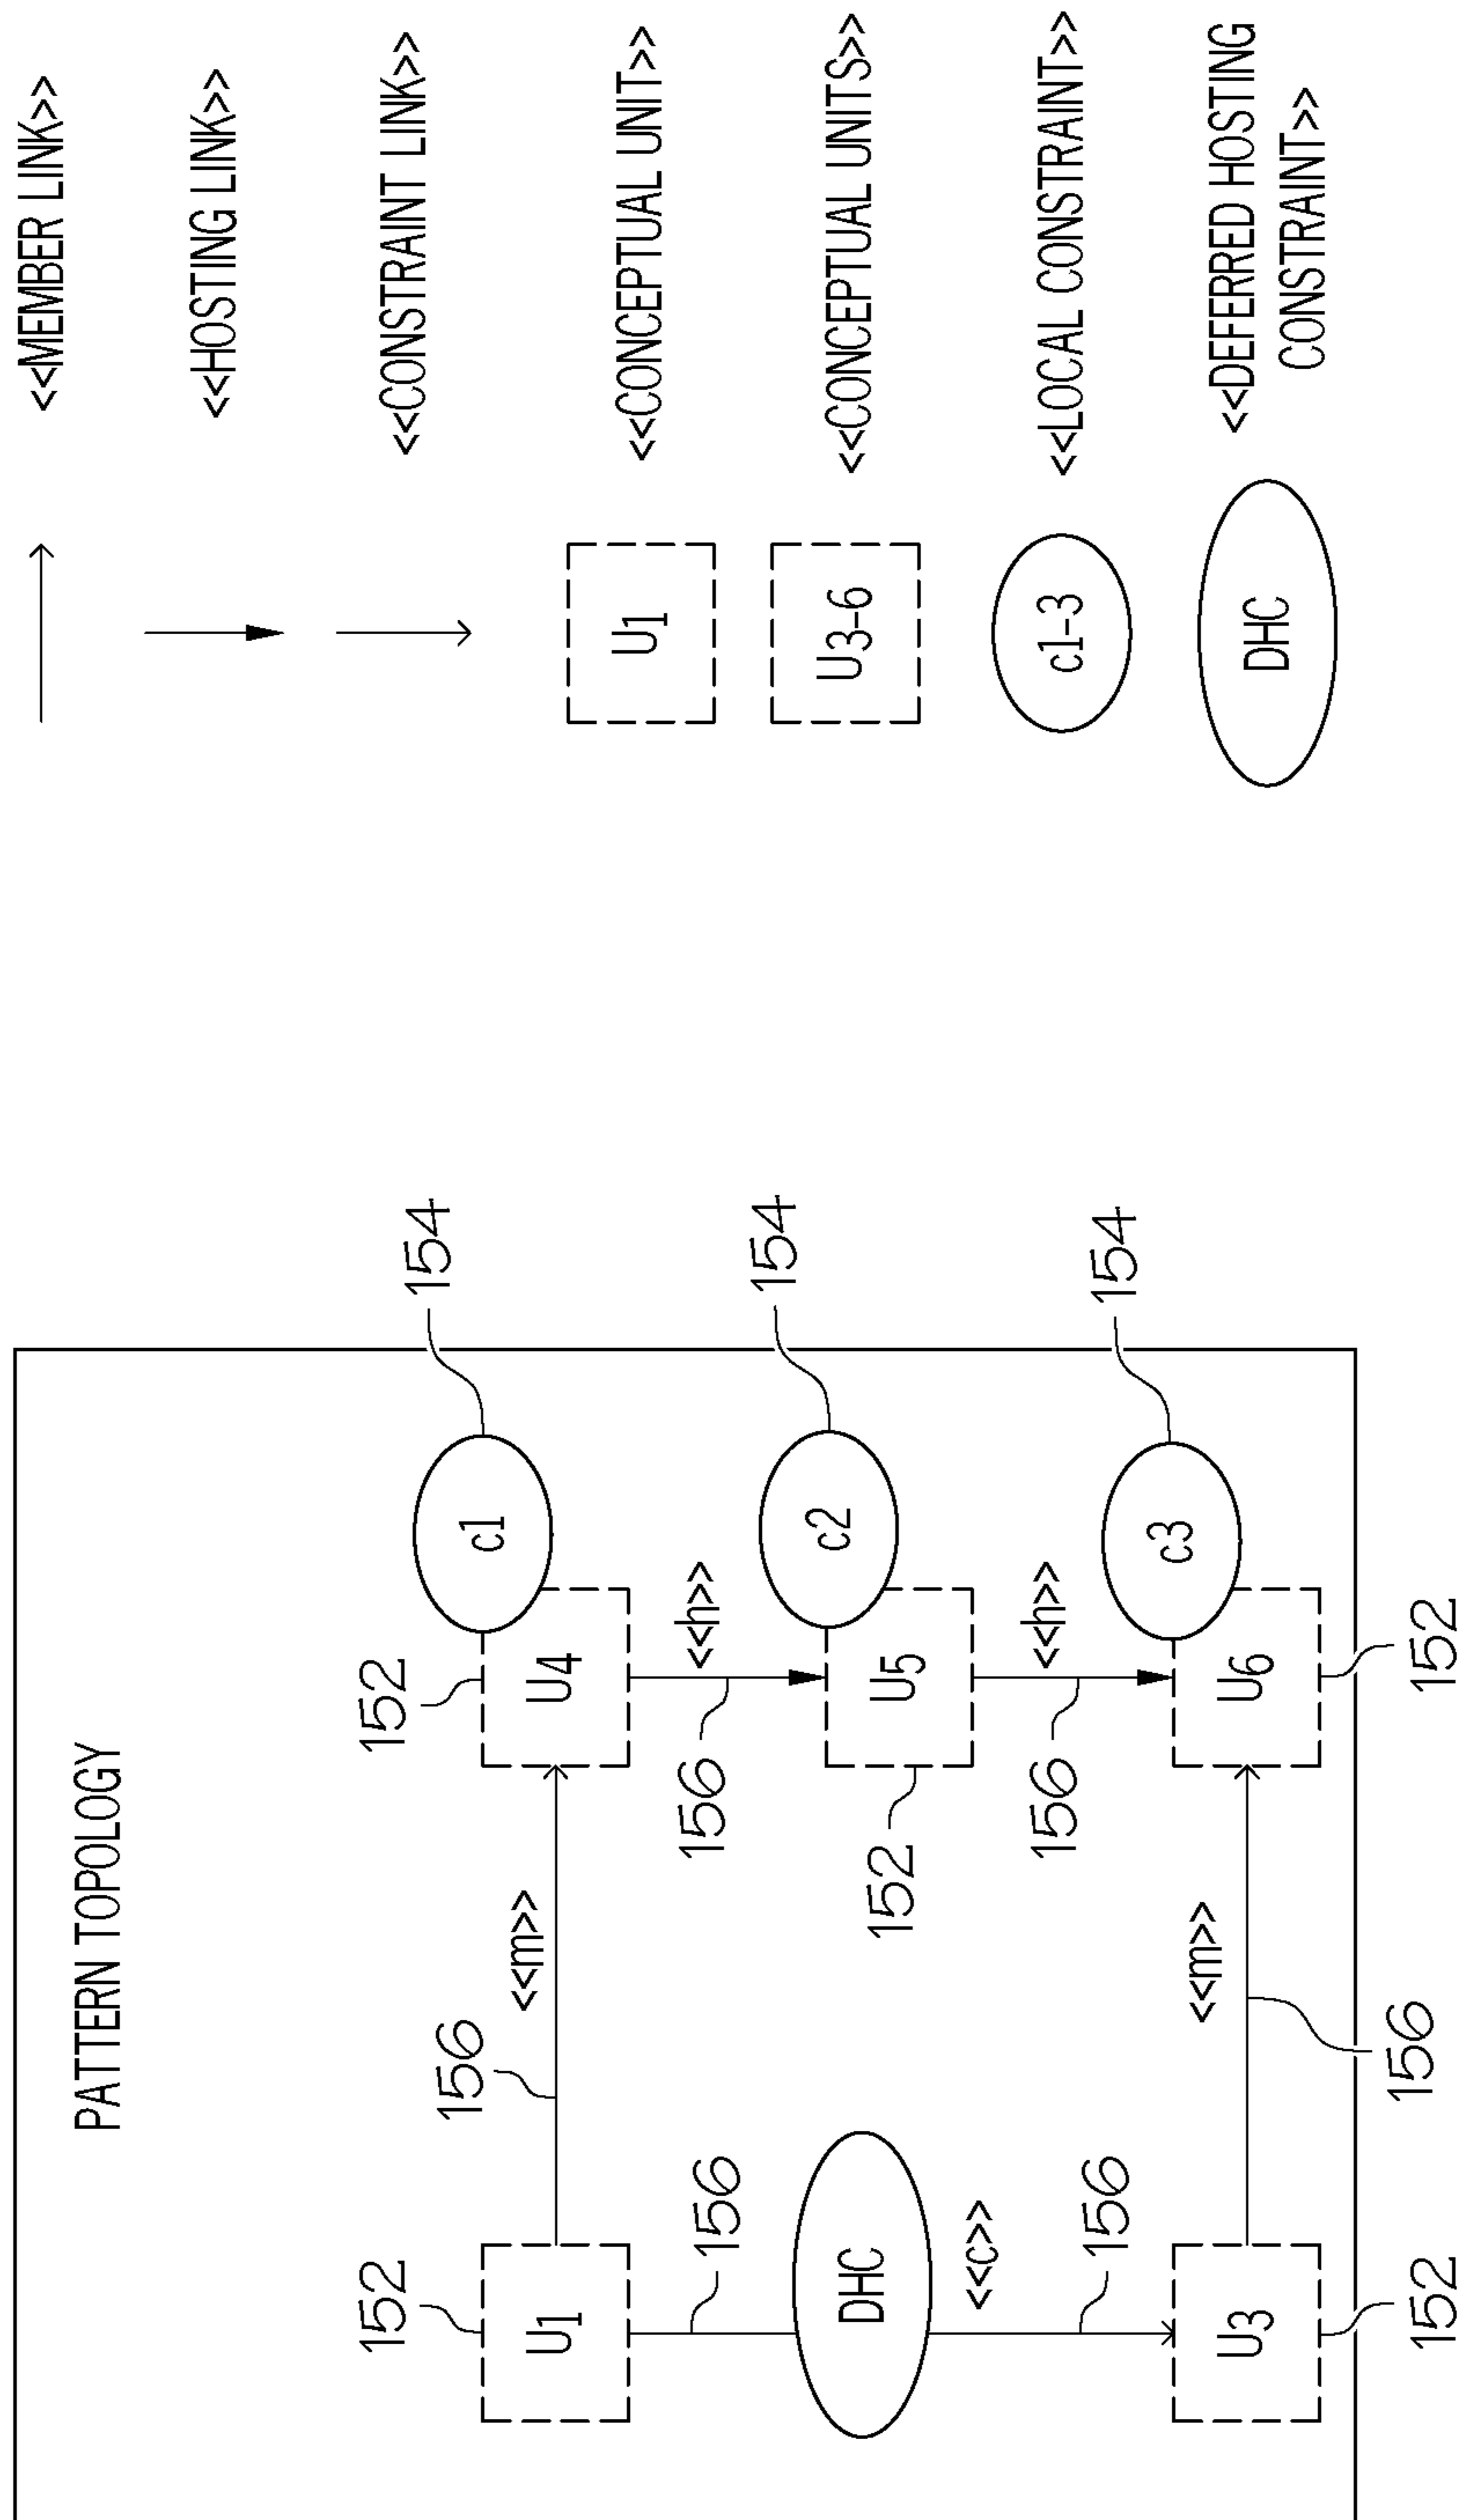 PATTERN TOPOLOGY
152
152
154
156
c1
<<m>>
U1
U4
156
156
<<h>>
154
c2
DHC
152
U5
<<c>>
156
156
<<h>>
154
c3
<<m>>
U3
U6
156
152
152
<<MEMBER LINK>>
<<HOSTING LINK>>
<<CONSTRAINT LINK>>
U1
<<CONCEPTUAL UNIT>>
U3-6
<<CONCEPTUAL UNITS>>
c1-3
<<LOCAL CONSTRAINT>>
DHC
<<DEFERRED HOSTING
CONSTRAINT>>